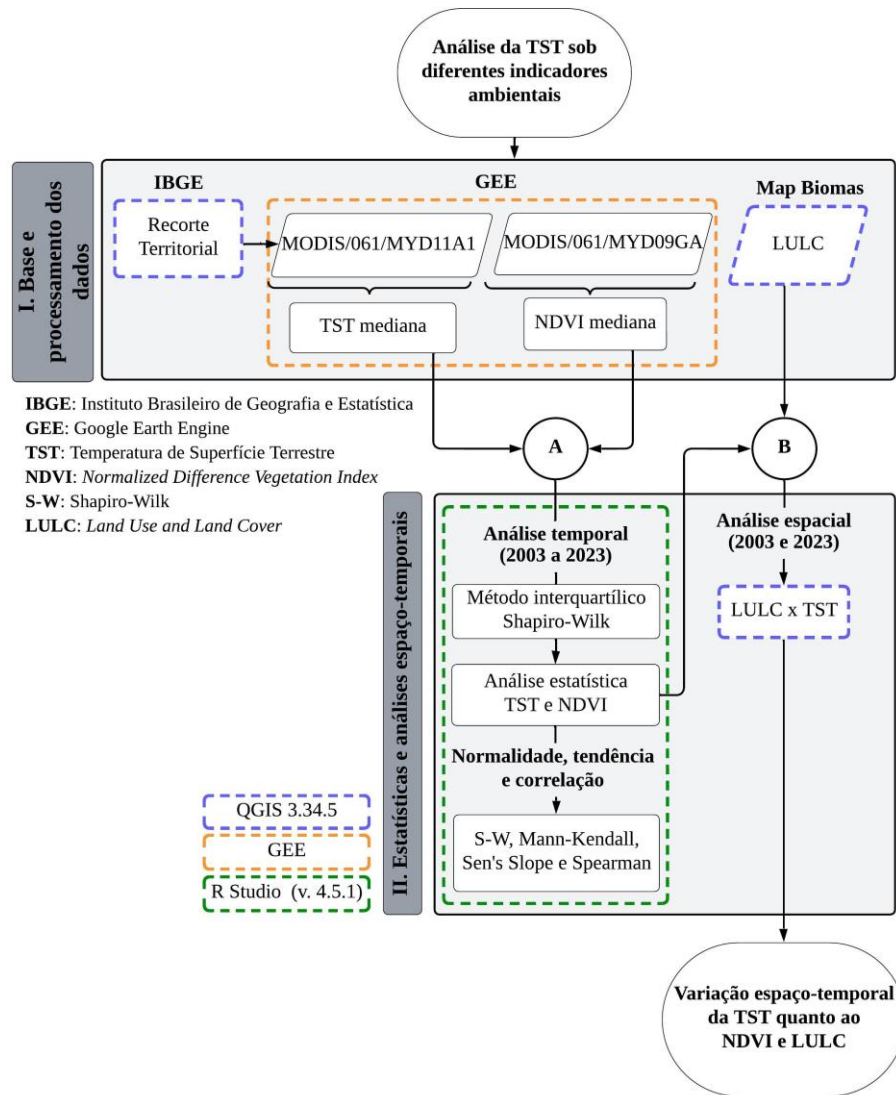 Análise da TST sob
diferentes indicadores
ambientais
I. Base e
processamento dos
dados
IBGE
GEE
Map Biomas
Recorte
Territorial
MODIS/061/MYD11A1
MODIS/061/MYD09GA
LULC
TST mediana
NDVI mediana
IBGE: Instituto Brasileiro de Geografia e Estatística
GEE: Google Earth Engine
TST: Temperatura de Superfície Terrestre
NDVI: Normalized Difference Vegetation Index
S-W: Shapiro-Wilk
LULC: Land Use and Land Cover
A
B
II. Estatísticas e análises espaço-temporais
Análise temporal
(2003 a 2023)
Método interquartílico
Shapiro-Wilk
Análise estatística
TST e NDVI
Normalidade, tendência
e correlação
S-W, Mann-Kendall,
Sen's Slope e Spearman
Análise espacial
(2003 e 2023)
LULC x TST
QGIS 3.34.5
GEE
R Studio (v. 4.5.1)
Variação espaço-temporal
da TST quanto ao
NDVI e LULC